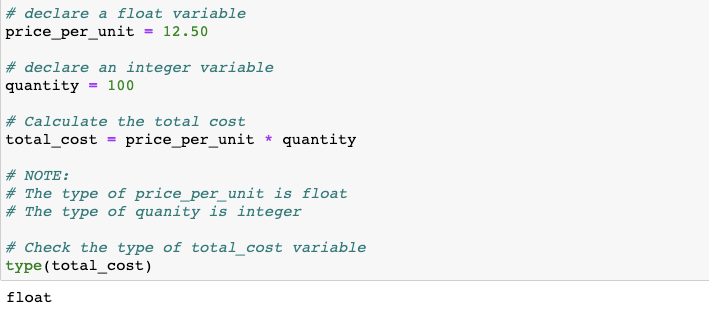 # declare a float variable
price_per_unit = 12.50
# declare an integer variable
quantity = 100
# Calculate the total cost
total_cost = price_per_unit * quantity
# NOTE:
# The type of price_per_unit is float
# The type of quanity is integer
# Check the type of total_cost variable
type(total_cost)
float